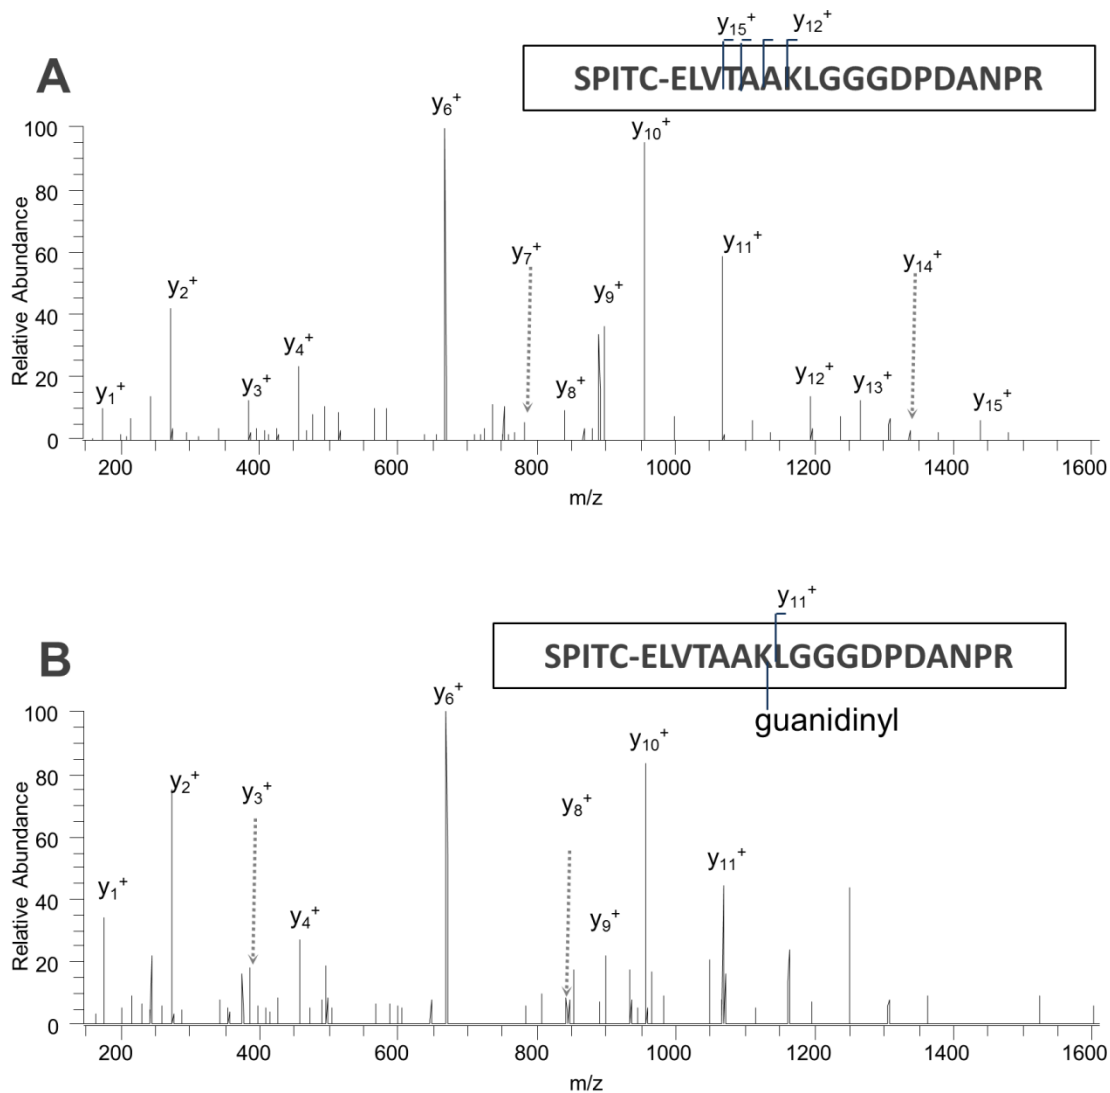 y15+ y12+
SPITC-ELVTAAKLGGGDPDANPR
A
y6+
y10+
y7+
y11+
y14+
y2+
y9+
y4+
y1+
y3+
y8+
y12+
y13+
y15+
Relative Abundance
100
80
60
40
20
0
200 400 600 800 1000 1200 1400 1600
m/z
y11+
SPITC-ELVTAAKLGGGDPDANPR
guanidinyl
B
y6+
y10+
y2+
y3+
y8+
y11+
y1+
y4+
y9+
Relative Abundance
100
80
60
40
20
0
200 400 600 800 1000 1200 1400 1600
m/z